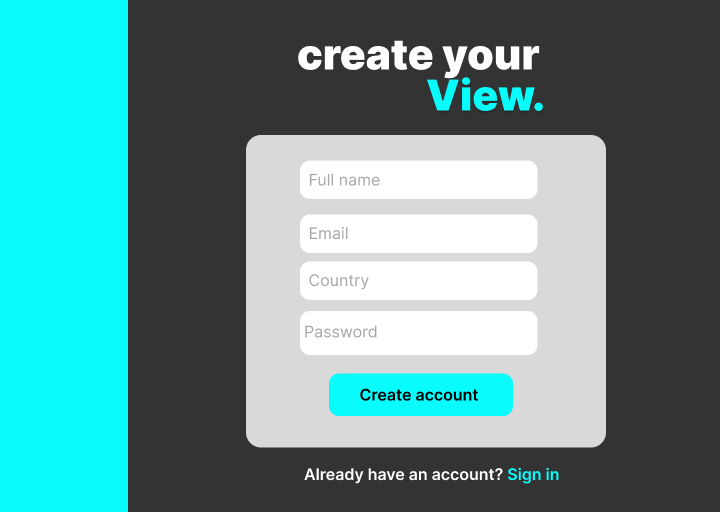 create your
View.
Full name
Email
Country
Password
Create account
Already have an account? Sign in